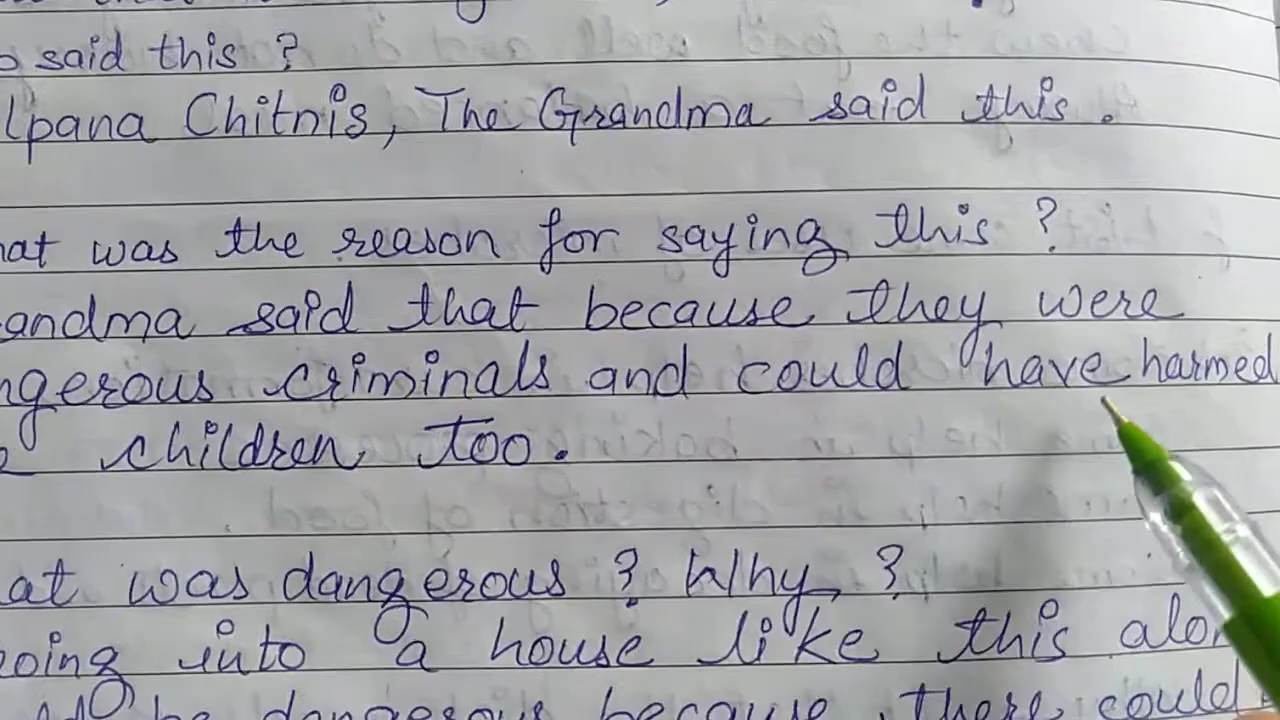 said this ?
lpana Chitnis, The Grandma said this.
hat was the reason for saying this ?
andma said that because they were
ngerous criminals and could have harmed
children too.
at was dangerous ? Why ?
oing into a house like this alo
be dangerous because there could